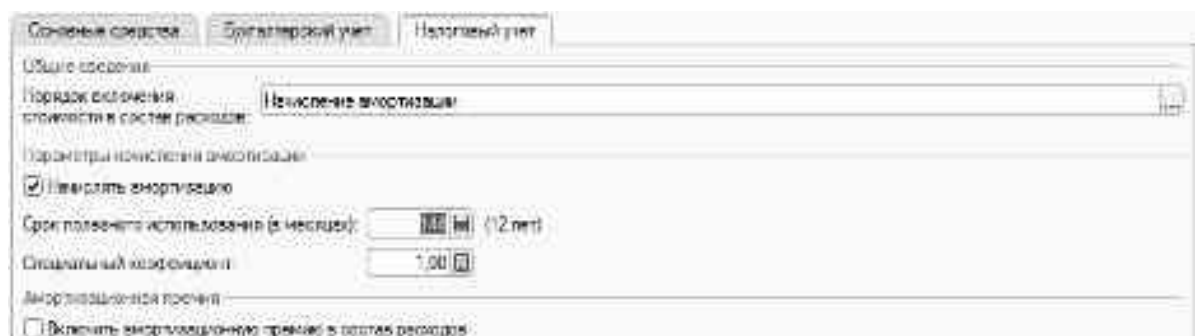 Основные средства Бухгалтерский учет Налоговый учет
Общие сведения
Порядок включения
стоимости в состав расходов: Начисление амортизации ...
Параметры начисления амортизации
Начислять амортизацию
Срок полезного использования (в месяцах): (12 лет)
Специальный коэффициент: 1,00
Амортизационная премия
Включить амортизационную премию в состав расходов